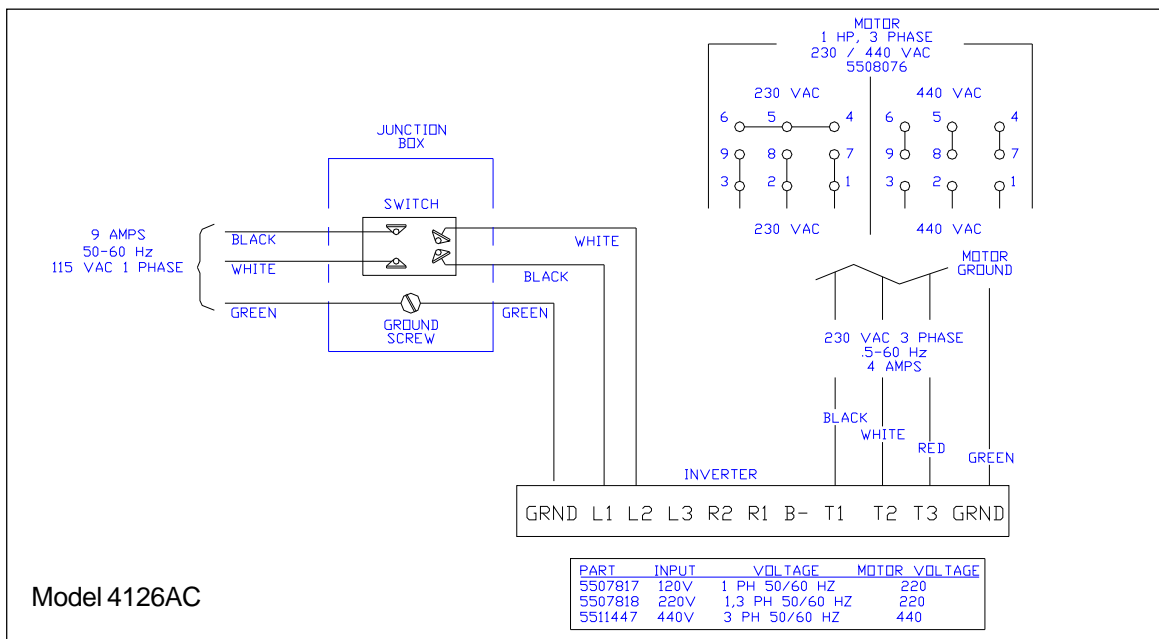 MOTOR
1 HP, 3 PHASE
230 / 440 VAC
5508076
230 VAC
440 VAC
6 5 4
6 5 4
9 8 7
9 8 7
3 2 1
3 2 1
230 VAC
440 VAC
JUNCTION
BOX
SWITCH
9 AMPS
50-60 Hz
115 VAC 1 PHASE
BLACK
WHITE
GREEN
GROUND
SCREW
WHITE
BLACK
GREEN
MOTOR
GROUND
230 VAC 3 PHASE
.5-60 Hz
4 AMPS
BLACK
WHITE
RED
GREEN
INVERTER
GRND L1 L2 L3 R2 R1 B- T1 T2 T3 GRND
PART INPUT VOLTAGE MOTOR VOLTAGE
5507817 120V 1 PH 50/60 HZ 220
5507818 220V 1,3 PH 50/60 HZ 220
5511447 440V 3 PH 50/60 HZ 440
Model 4126AC